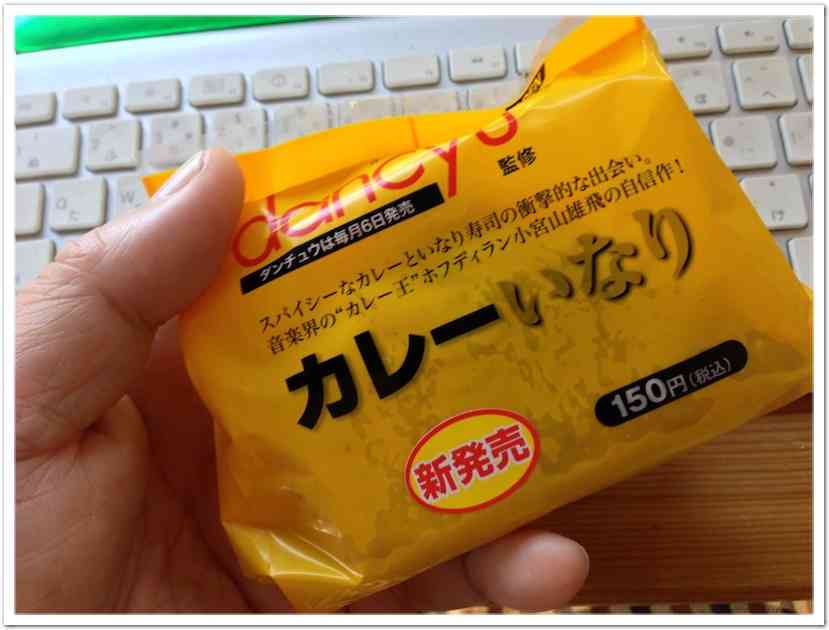 dancyu
監修
ダンチュウは毎月6日発売
スパイシーなカレーといなり寿司の衝撃的な出会い。
音楽界の“カレー王”ホフディラン小宮山雄飛の自信作！
カレーいなり
150円(税込)
新発売